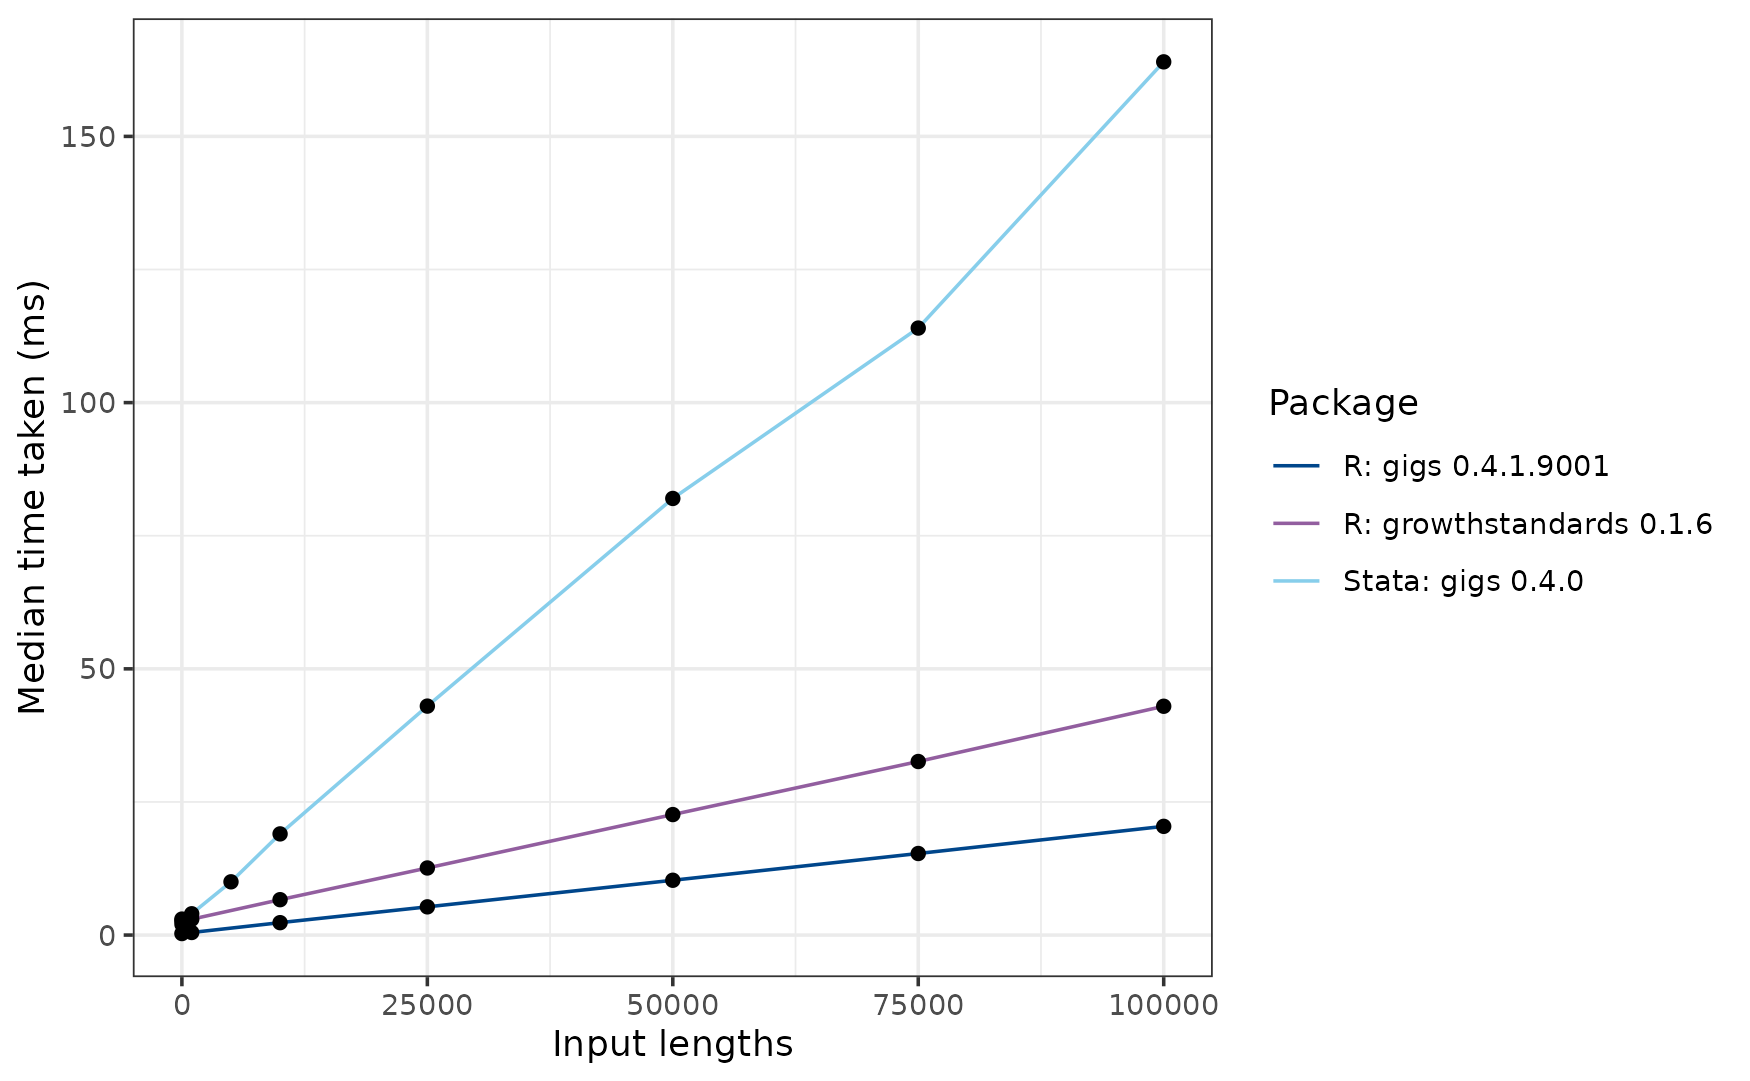 Median time taken (ms)
150
100
50
0
0 25000 50000 75000 100000
Input lengths
Package
R: gigs 0.4.1.9001
R: growthstandards 0.1.6
Stata: gigs 0.4.0